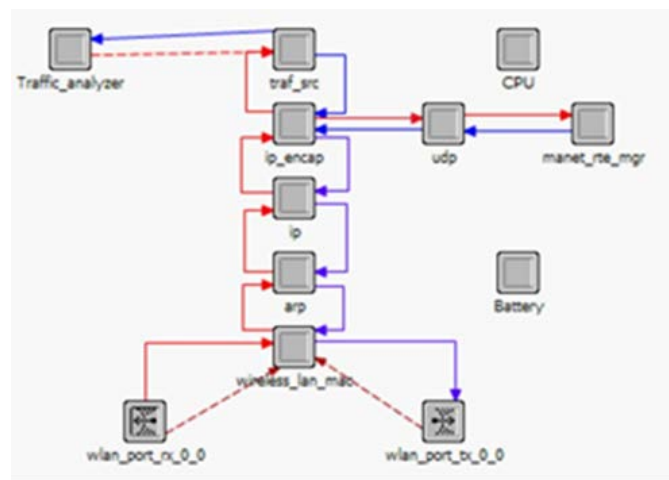 Traffic_analyzer
traf_src
CPU
ip_encap
udp
manet_rte_mgr
ip
arp
Battery
wireless_lan_mac
wlan_port_rx_0_0
wlan_port_tx_0_0